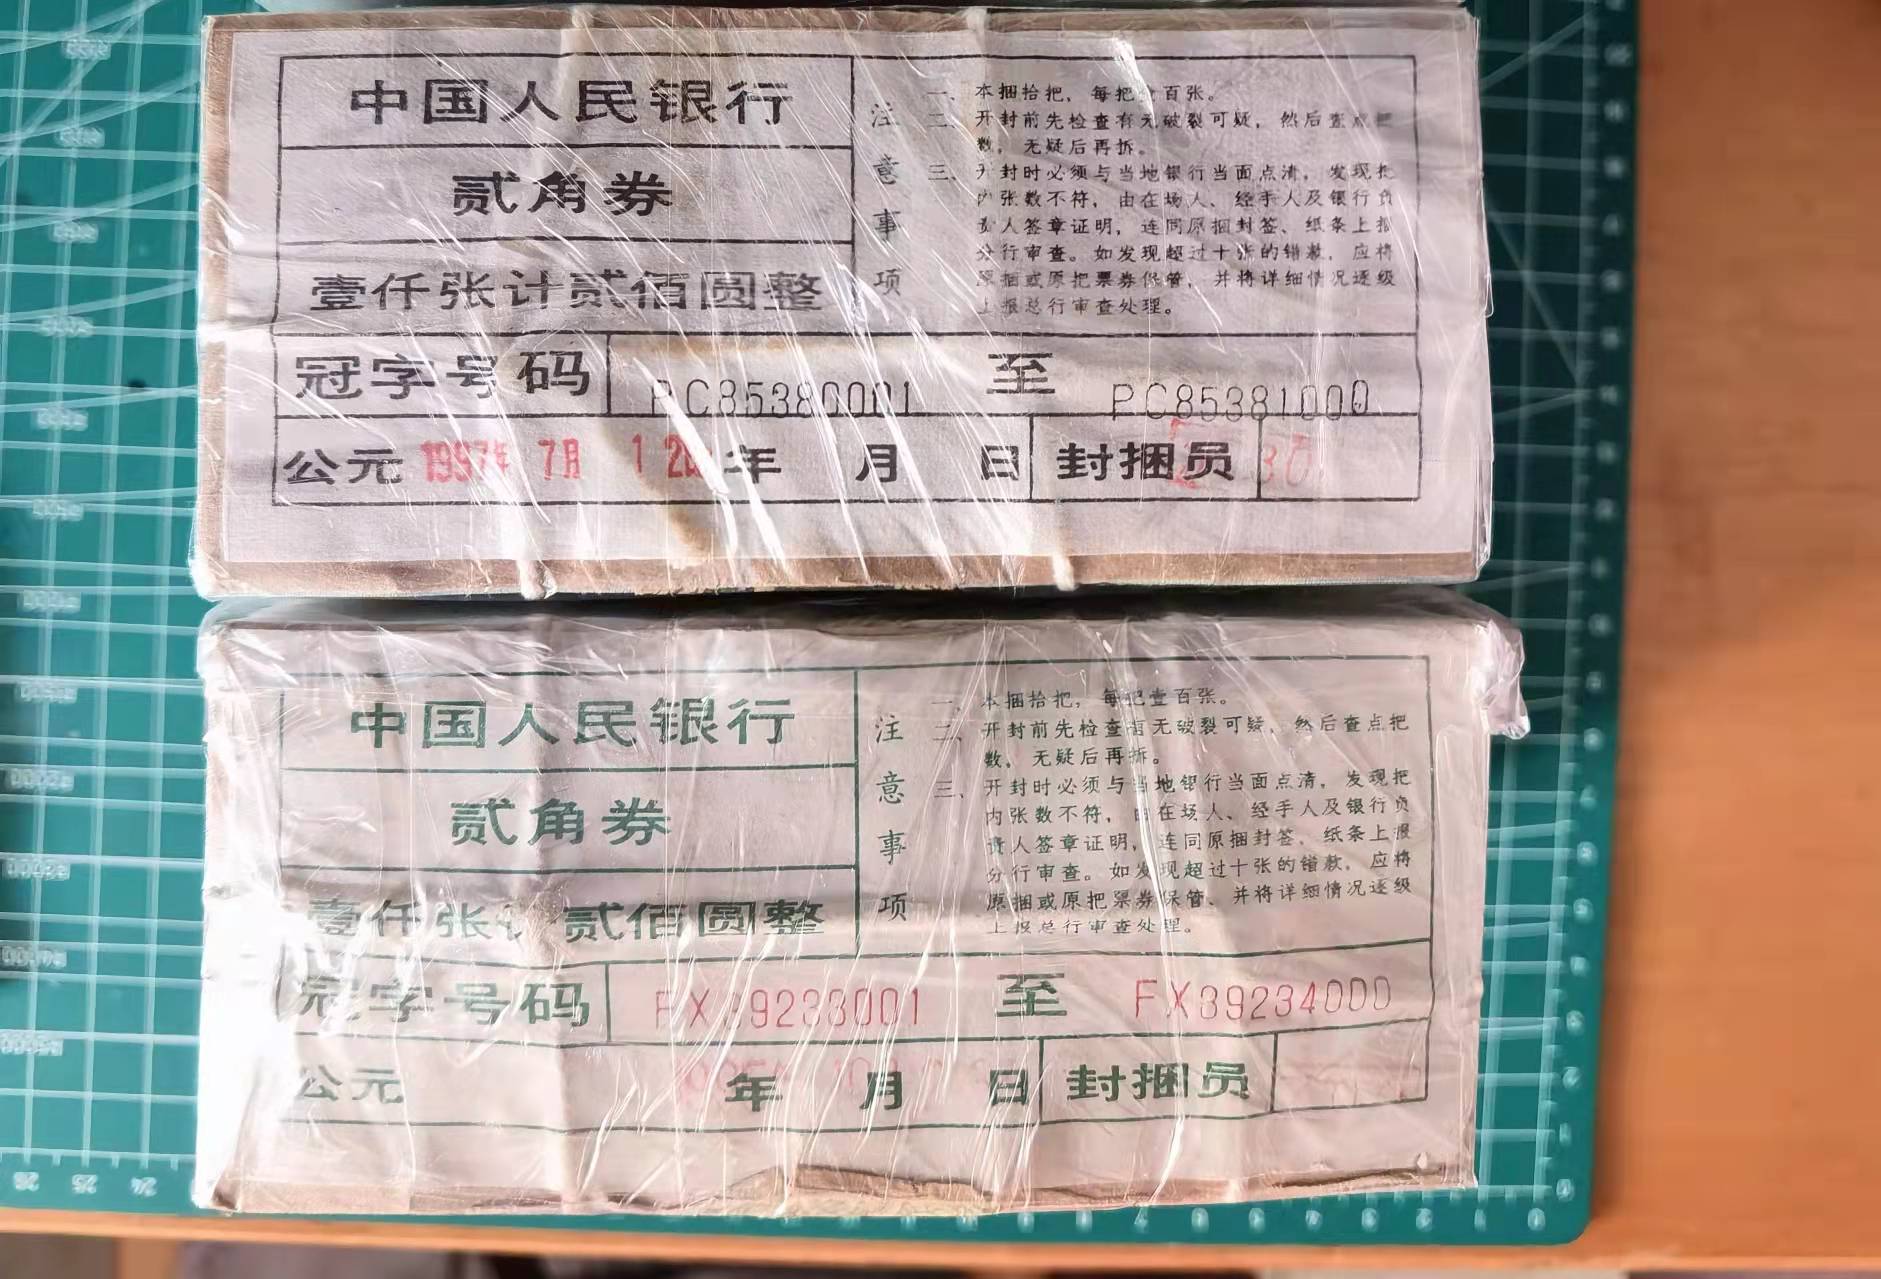 中国人民银行
贰角券
壹仟张计贰佰圆整
注意事项
一、本捆拾把，每把壹百张。
二、开封前先检查有无破裂可疑，然后查点把
数，无疑后再拆。
三、开封时必须与当地银行当面点清，发现把
内张数不符，由在场人、经手人及银行负
责人签章证明，连同原捆封签、纸条上报
分行审查。如发现超过十张的错款，应将
原捆或原把票券保管，并将详细情况逐级
上报总行审查处理。
冠字号码 PC85380001 至 PC85381000
公元 1997年 7月 12 年 月 日 封捆员 30
中国人民银行
贰角券
壹仟张 贰佰圆整
注意事项
一、本捆拾把，每把壹百张。
二、开封前先检查有无破裂可疑，然后查点把
数，无疑后再拆。
三、开封时必须与当地银行当面点清，发现把
内张数不符，由在场人、经手人及银行负
责人签章证明，连同原捆封签、纸条上报
分行审查。如发现超过十张的错款，应将
原捆或原把票券保管、并将详细情况逐级
上报总行审查处理。
冠字号码 FX39233001 至 FX39234000
公元 年 月 日 封捆员